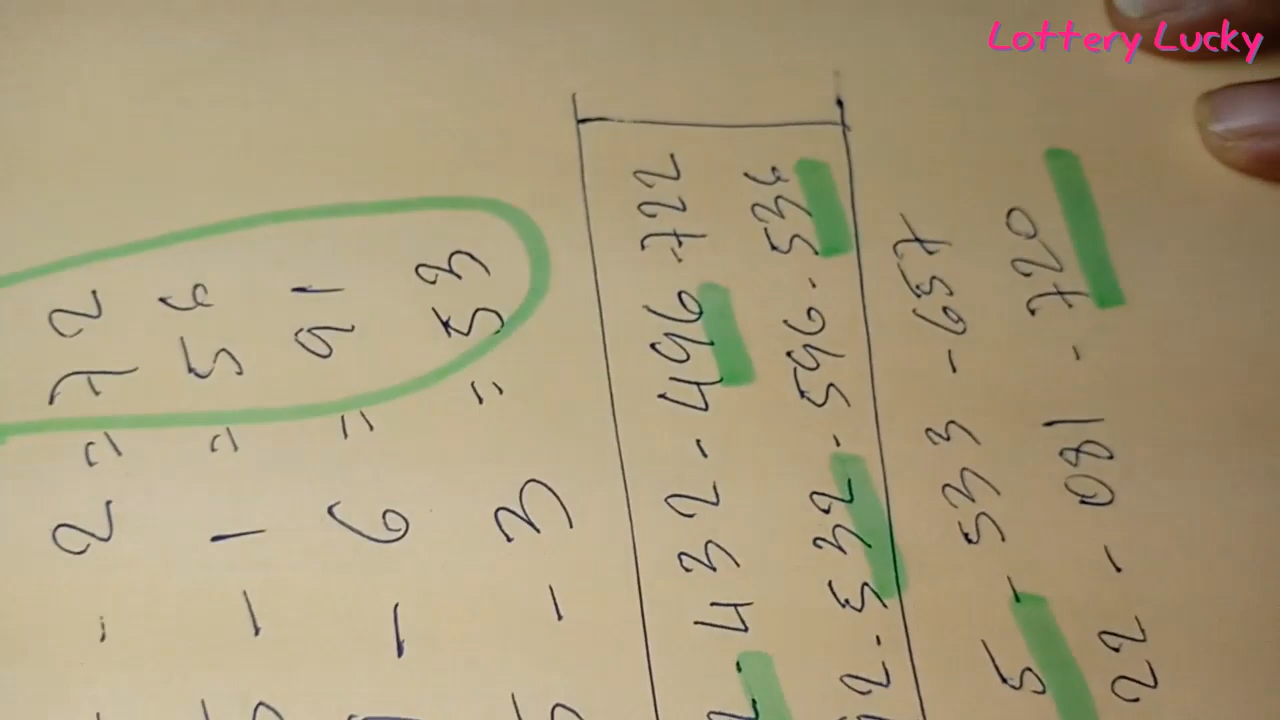 Lottery Lucky
- 2 = 72
- 1 = 56
- 6 = 91
- 3 = 53
. 432 - 496 - 722
2 . 532 - 596 . 536
5 - 533 - 657
22 - 081 - 720